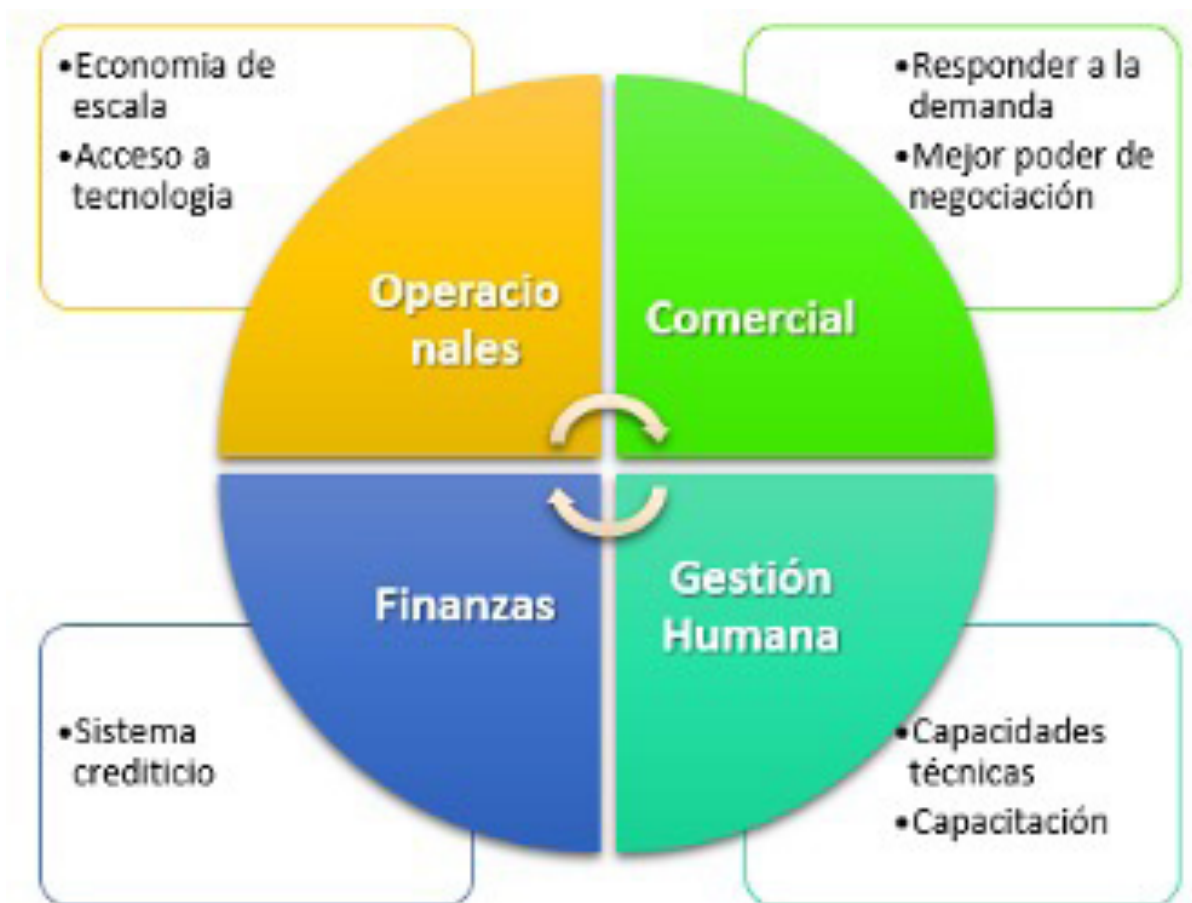 •Economia de
escala
•Acceso a
tecnologia
•Responder a la
demanda
•Mejor poder de
negociación
Operacio
nales
Comercial
Finanzas
Gestión
Humana
•Sistema
crediticio
•Capacidades
técnicas
•Capacitación